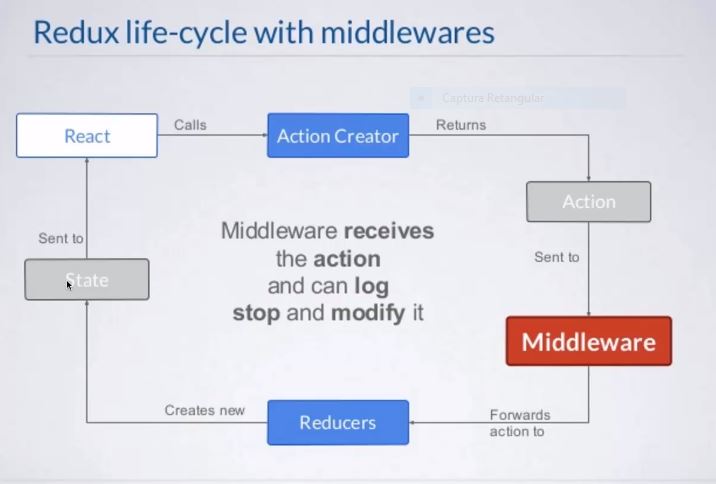 Redux life-cycle with middlewares
Captura Retangular
React
Calls
Action Creator
Returns
Action
Sent to
Middleware receives
the action
and can log
stop and modify it
Sent to
State
Middleware
Creates new
Reducers
Forwards
action to